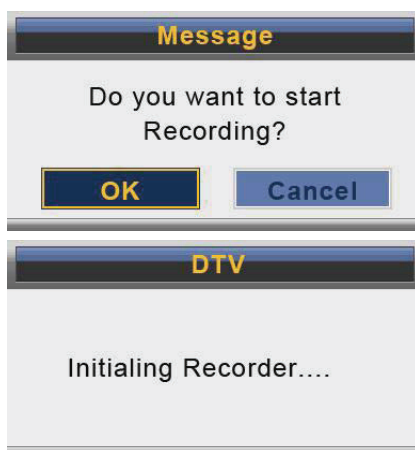 Message
Do you want to start
Recording?
OK Cancel
DTV
Initialing Recorder....